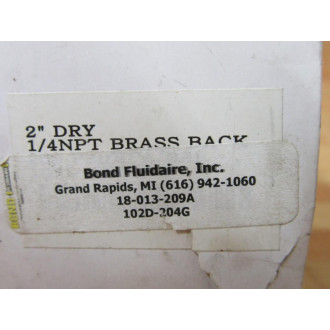 2" DRY
1/4NPT BRASS BACK
Bond Fluidaire, Inc.
Grand Rapids, MI (616) 942-1060
18-013-209A
102D-204G